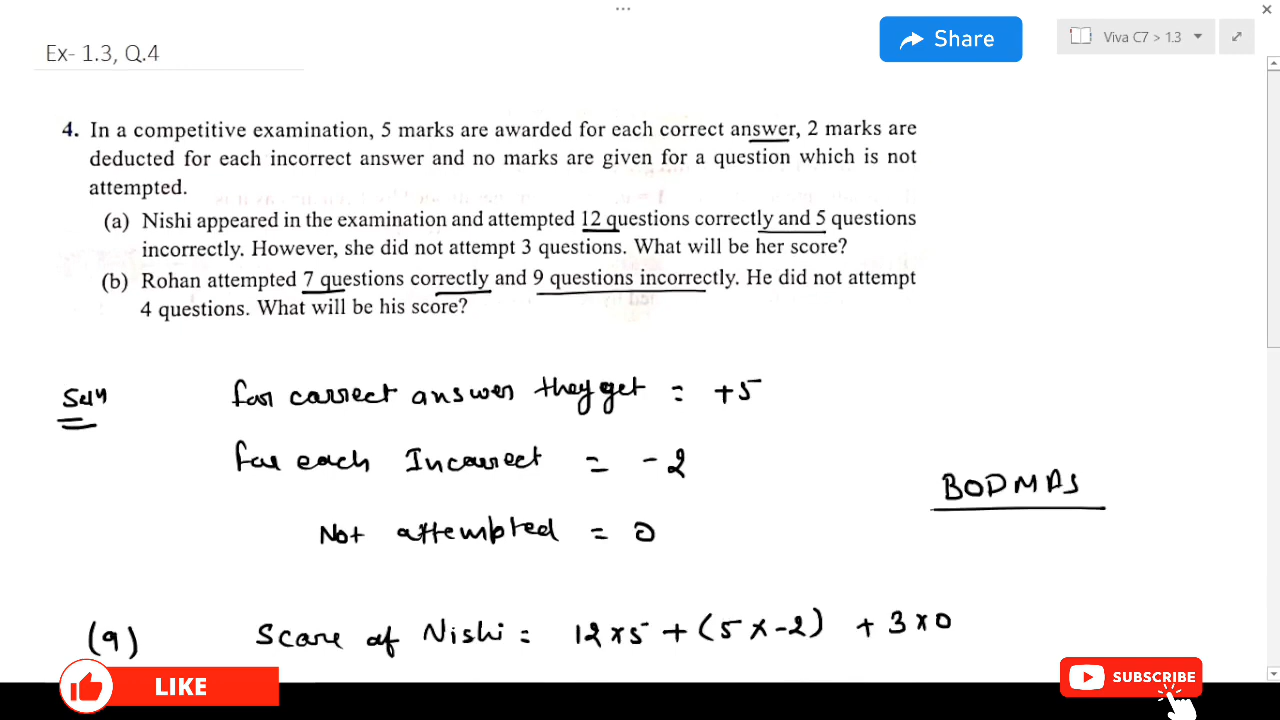 Ex- 1.3, Q.4
Share
Viva C7 > 1.3
4. In a competitive examination, 5 marks are awarded for each correct answer, 2 marks are
deducted for each incorrect answer and no marks are given for a question which is not
attempted.
(a) Nishi appeared in the examination and attempted 12 questions correctly and 5 questions
incorrectly. However, she did not attempt 3 questions. What will be her score?
(b) Rohan attempted 7 questions correctly and 9 questions incorrectly. He did not attempt
4 questions. What will be his score?
for correct answer they get = +5
for each Incorrect = -2
BODMAS
Not attempted = 0
(a) Score of Nishi = 12×5 + (5 × -2) + 3×0
LIKE
SUBSCRIBE